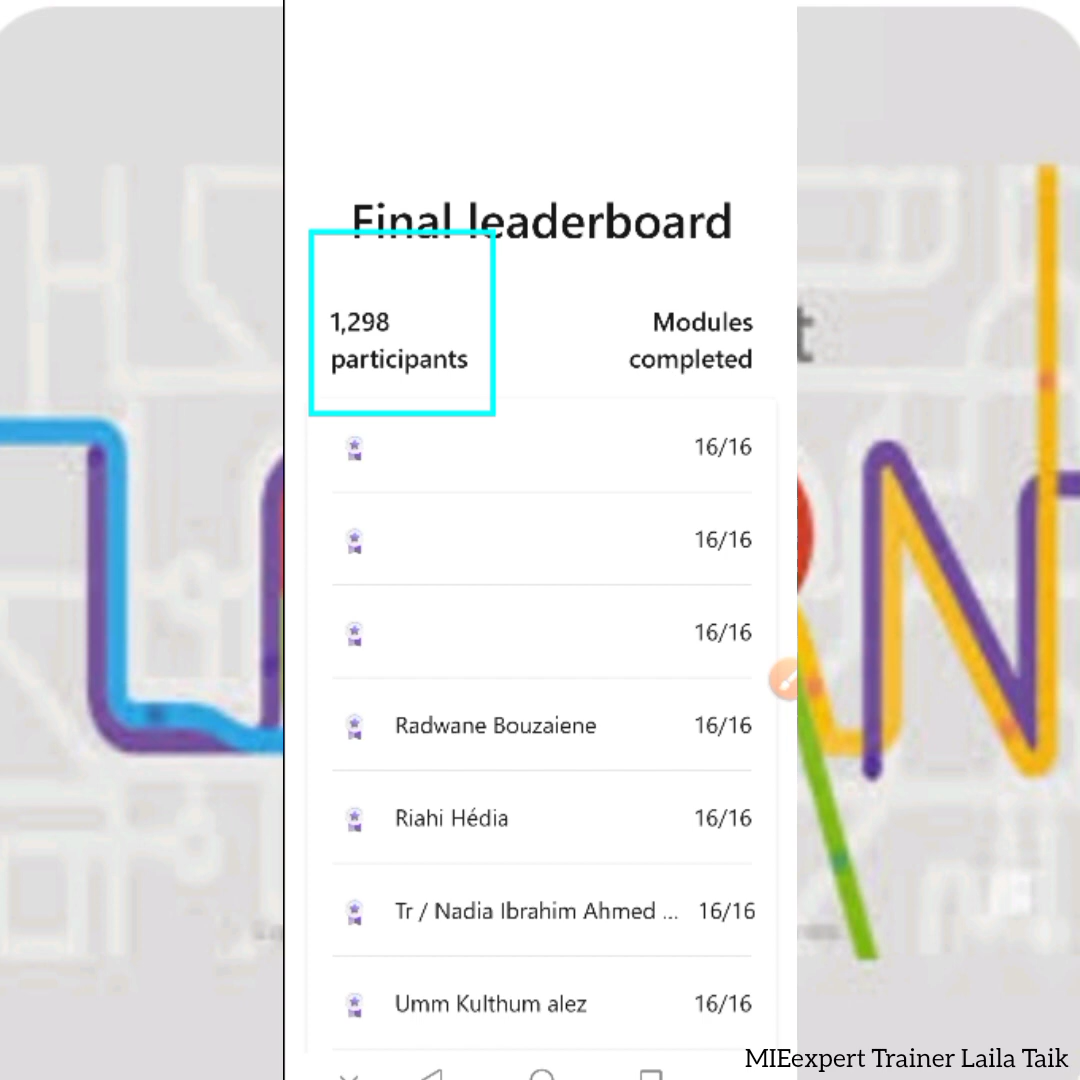 Final leaderboard
1,298 participants
Modules completed
16/16
16/16
16/16
Radwane Bouzaiene 16/16
Riahi Hédia 16/16
Tr / Nadia Ibrahim Ahmed ... 16/16
Umm Kulthum alez 16/16
MIEexpert Trainer Laila Taik